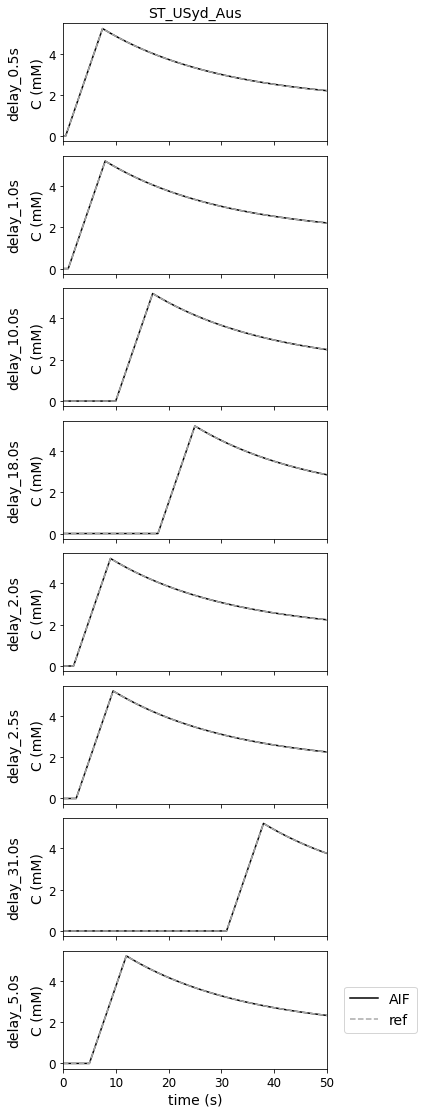 ST_USyd_Aus
delay_0.5s
C (mM)
4
2
0
delay_1.0s
C (mM)
4
2
0
delay_10.0s
C (mM)
4
2
0
delay_18.0s
C (mM)
4
2
0
delay_2.0s
C (mM)
4
2
0
delay_2.5s
C (mM)
4
2
0
delay_31.0s
C (mM)
4
2
0
delay_5.0s
C (mM)
4
2
0
AIF
ref
0 10 20 30 40 50
time (s)